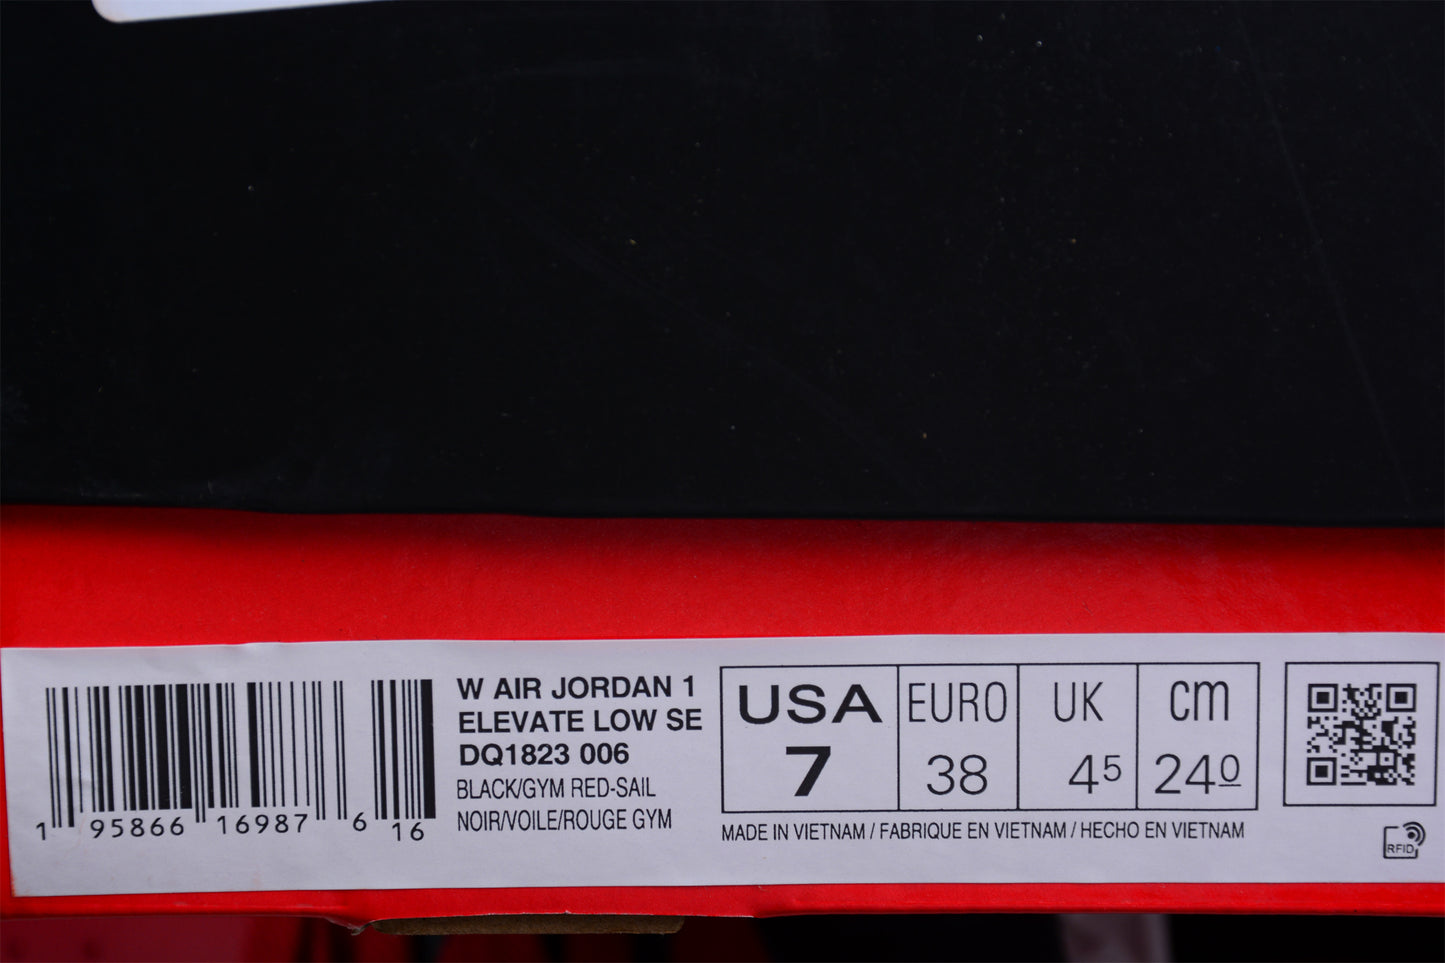 W AIR JORDAN 1
ELEVATE LOW SE
DQ1823 006
BLACK/GYM RED-SAIL
NOIR/VOILE/ROUGE GYM
1 95866 16987 6 16
USA EURO UK cm
7 38 4 5 24 0
MADE IN VIETNAM / FABRIQUE EN VIETNAM / HECHO EN VIETNAM
RFID